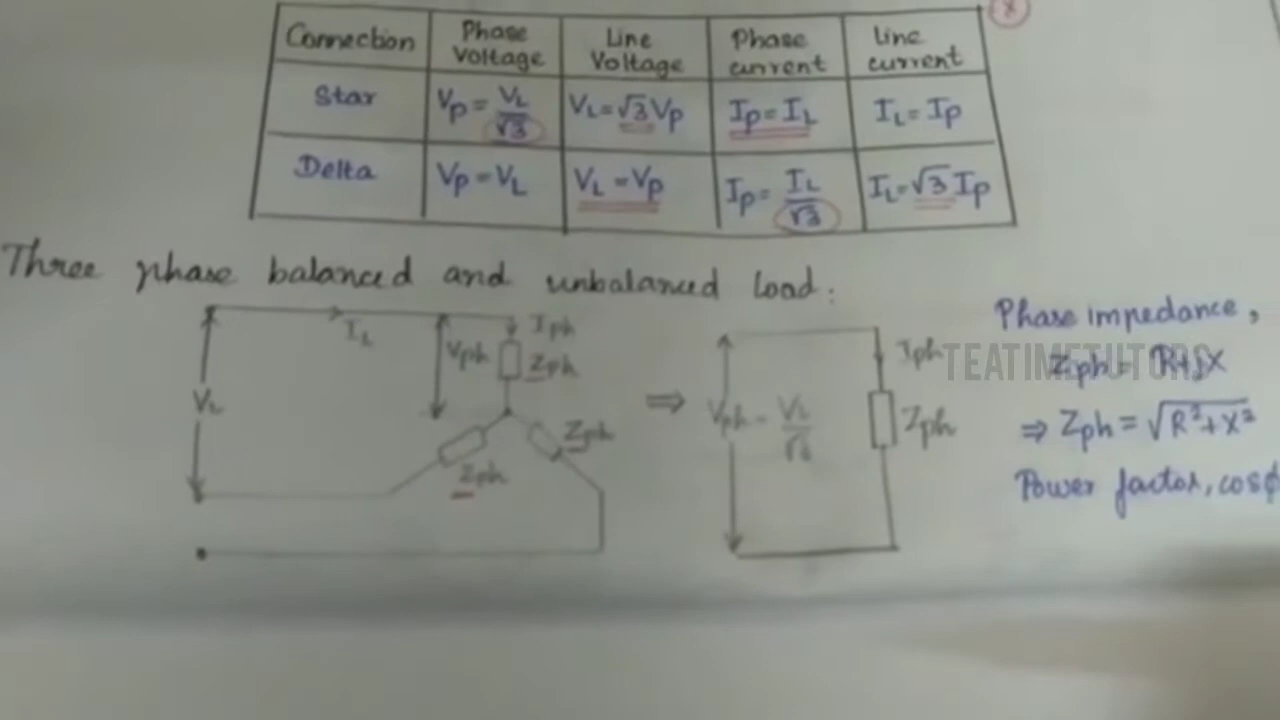 Connection Phase Voltage Line Voltage Phase current Line current
Star Vp = VL/√3 VL = √3 Vp Ip = IL IL = Ip
Delta Vp = VL VL = Vp Ip = IL/√3 IL = √3 Ip
Three phase balanced and unbalanced load :
VL
IL
Vph
Iph
Zph
Zph
Zph
⇒
Vph = VL/√3
Iph
Zph
Phase impedance,
Zph = R+jX
⇒ Zph = √R²+X²
Power factor, cosϕ
TEATIMETUTORS